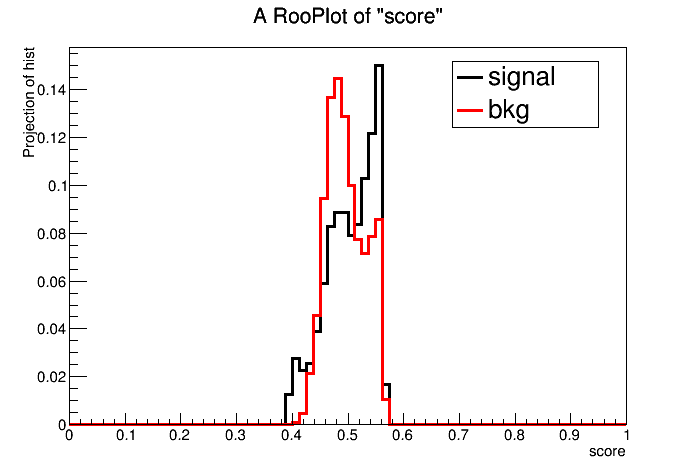 A RooPlot of "score"
Projection of hist
signal
bkg
0.14
0.12
0.1
0.08
0.06
0.04
0.02
0
0 0.1 0.2 0.3 0.4 0.5 0.6 0.7 0.8 0.9 1
score